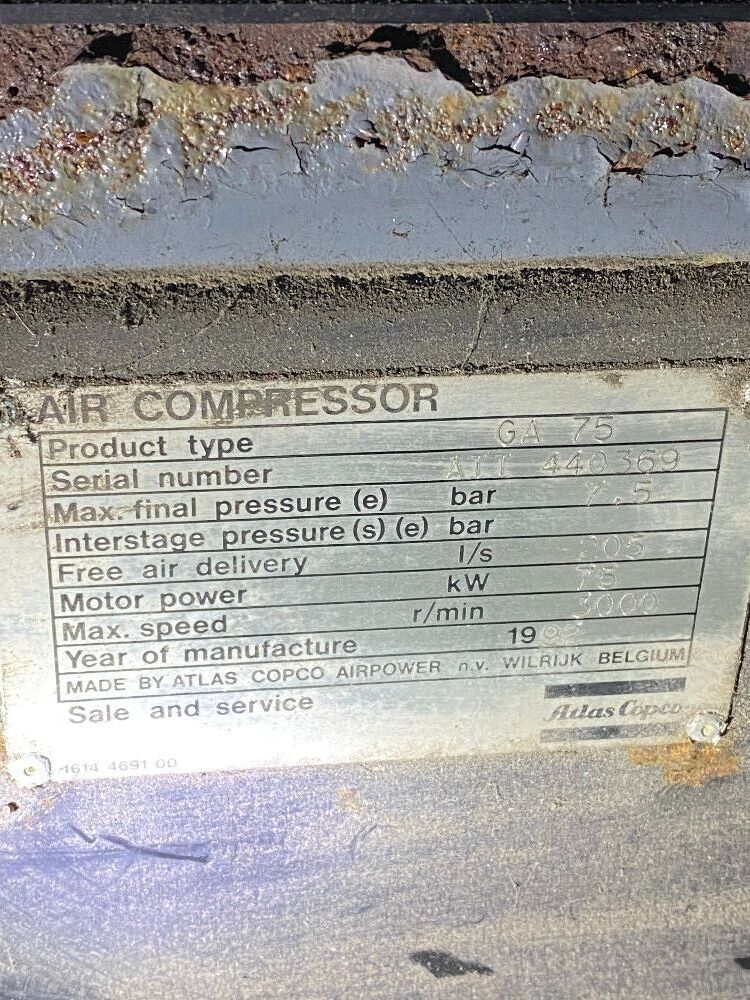 AIR COMPRESSOR
Product type GA 75
Serial number AII 440369
Max. final pressure (e) bar 7.5
Interstage pressure (s) (e) bar
Free air delivery l/s 205
Motor power kW 75
Max. speed r/min 3000
Year of manufacture 19
MADE BY ATLAS COPCO AIRPOWER n.v. WILRIJK BELGIUM
Sale and service
Atlas Copco
1614 4691 00